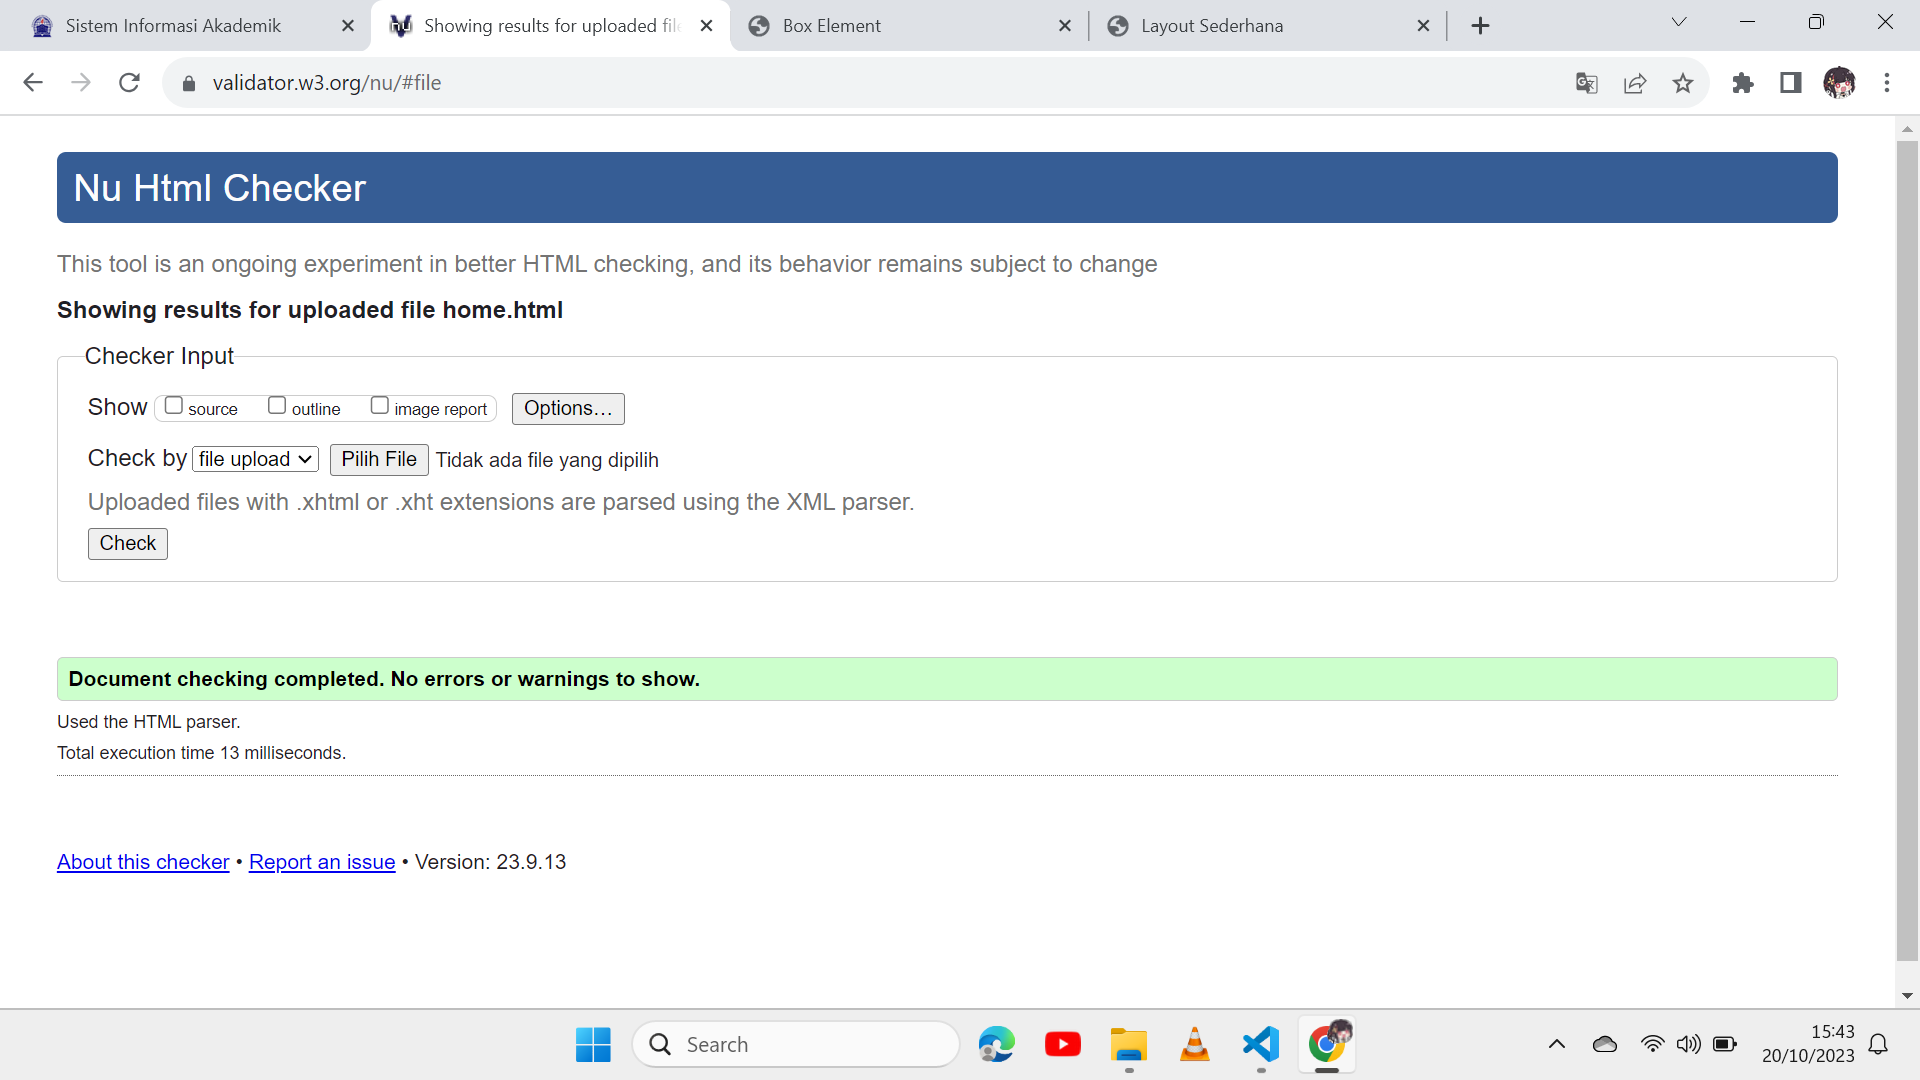 Sistem Informasi Akademik
Showing results for uploaded file
Box Element
Layout Sederhana
validator.w3.org/nu/#file
Nu Html Checker
This tool is an ongoing experiment in better HTML checking, and its behavior remains subject to change
Showing results for uploaded file home.html
Checker Input
Show source outline image report Options...
Check by file upload Pilih File Tidak ada file yang dipilih
Uploaded files with .xhtml or .xht extensions are parsed using the XML parser.
Check
Document checking completed. No errors or warnings to show.
Used the HTML parser.
Total execution time 13 milliseconds.
About this checker • Report an issue • Version: 23.9.13
Search
15:43
20/10/2023